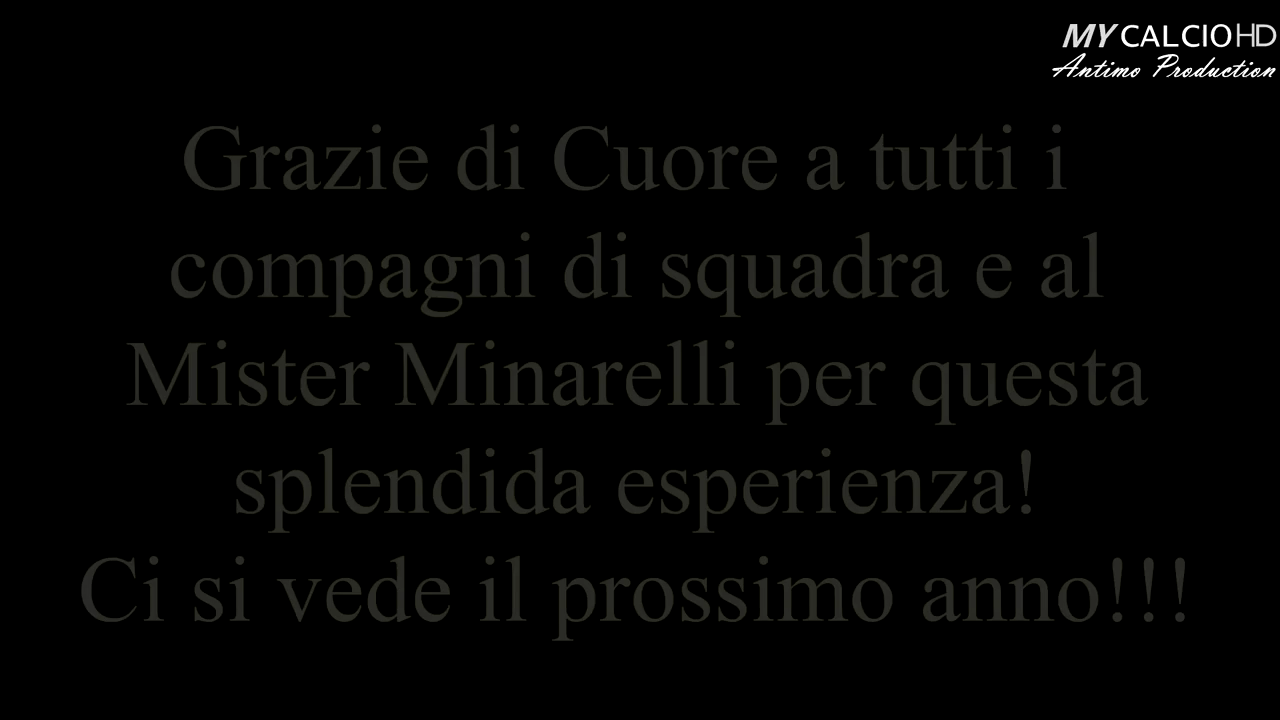 MY CALCIO HD
Antimo Production
Grazie di Cuore a tutti i
compagni di squadra e al
Mister Minarelli per questa
splendida esperienza!
Ci si vede il prossimo anno!!!